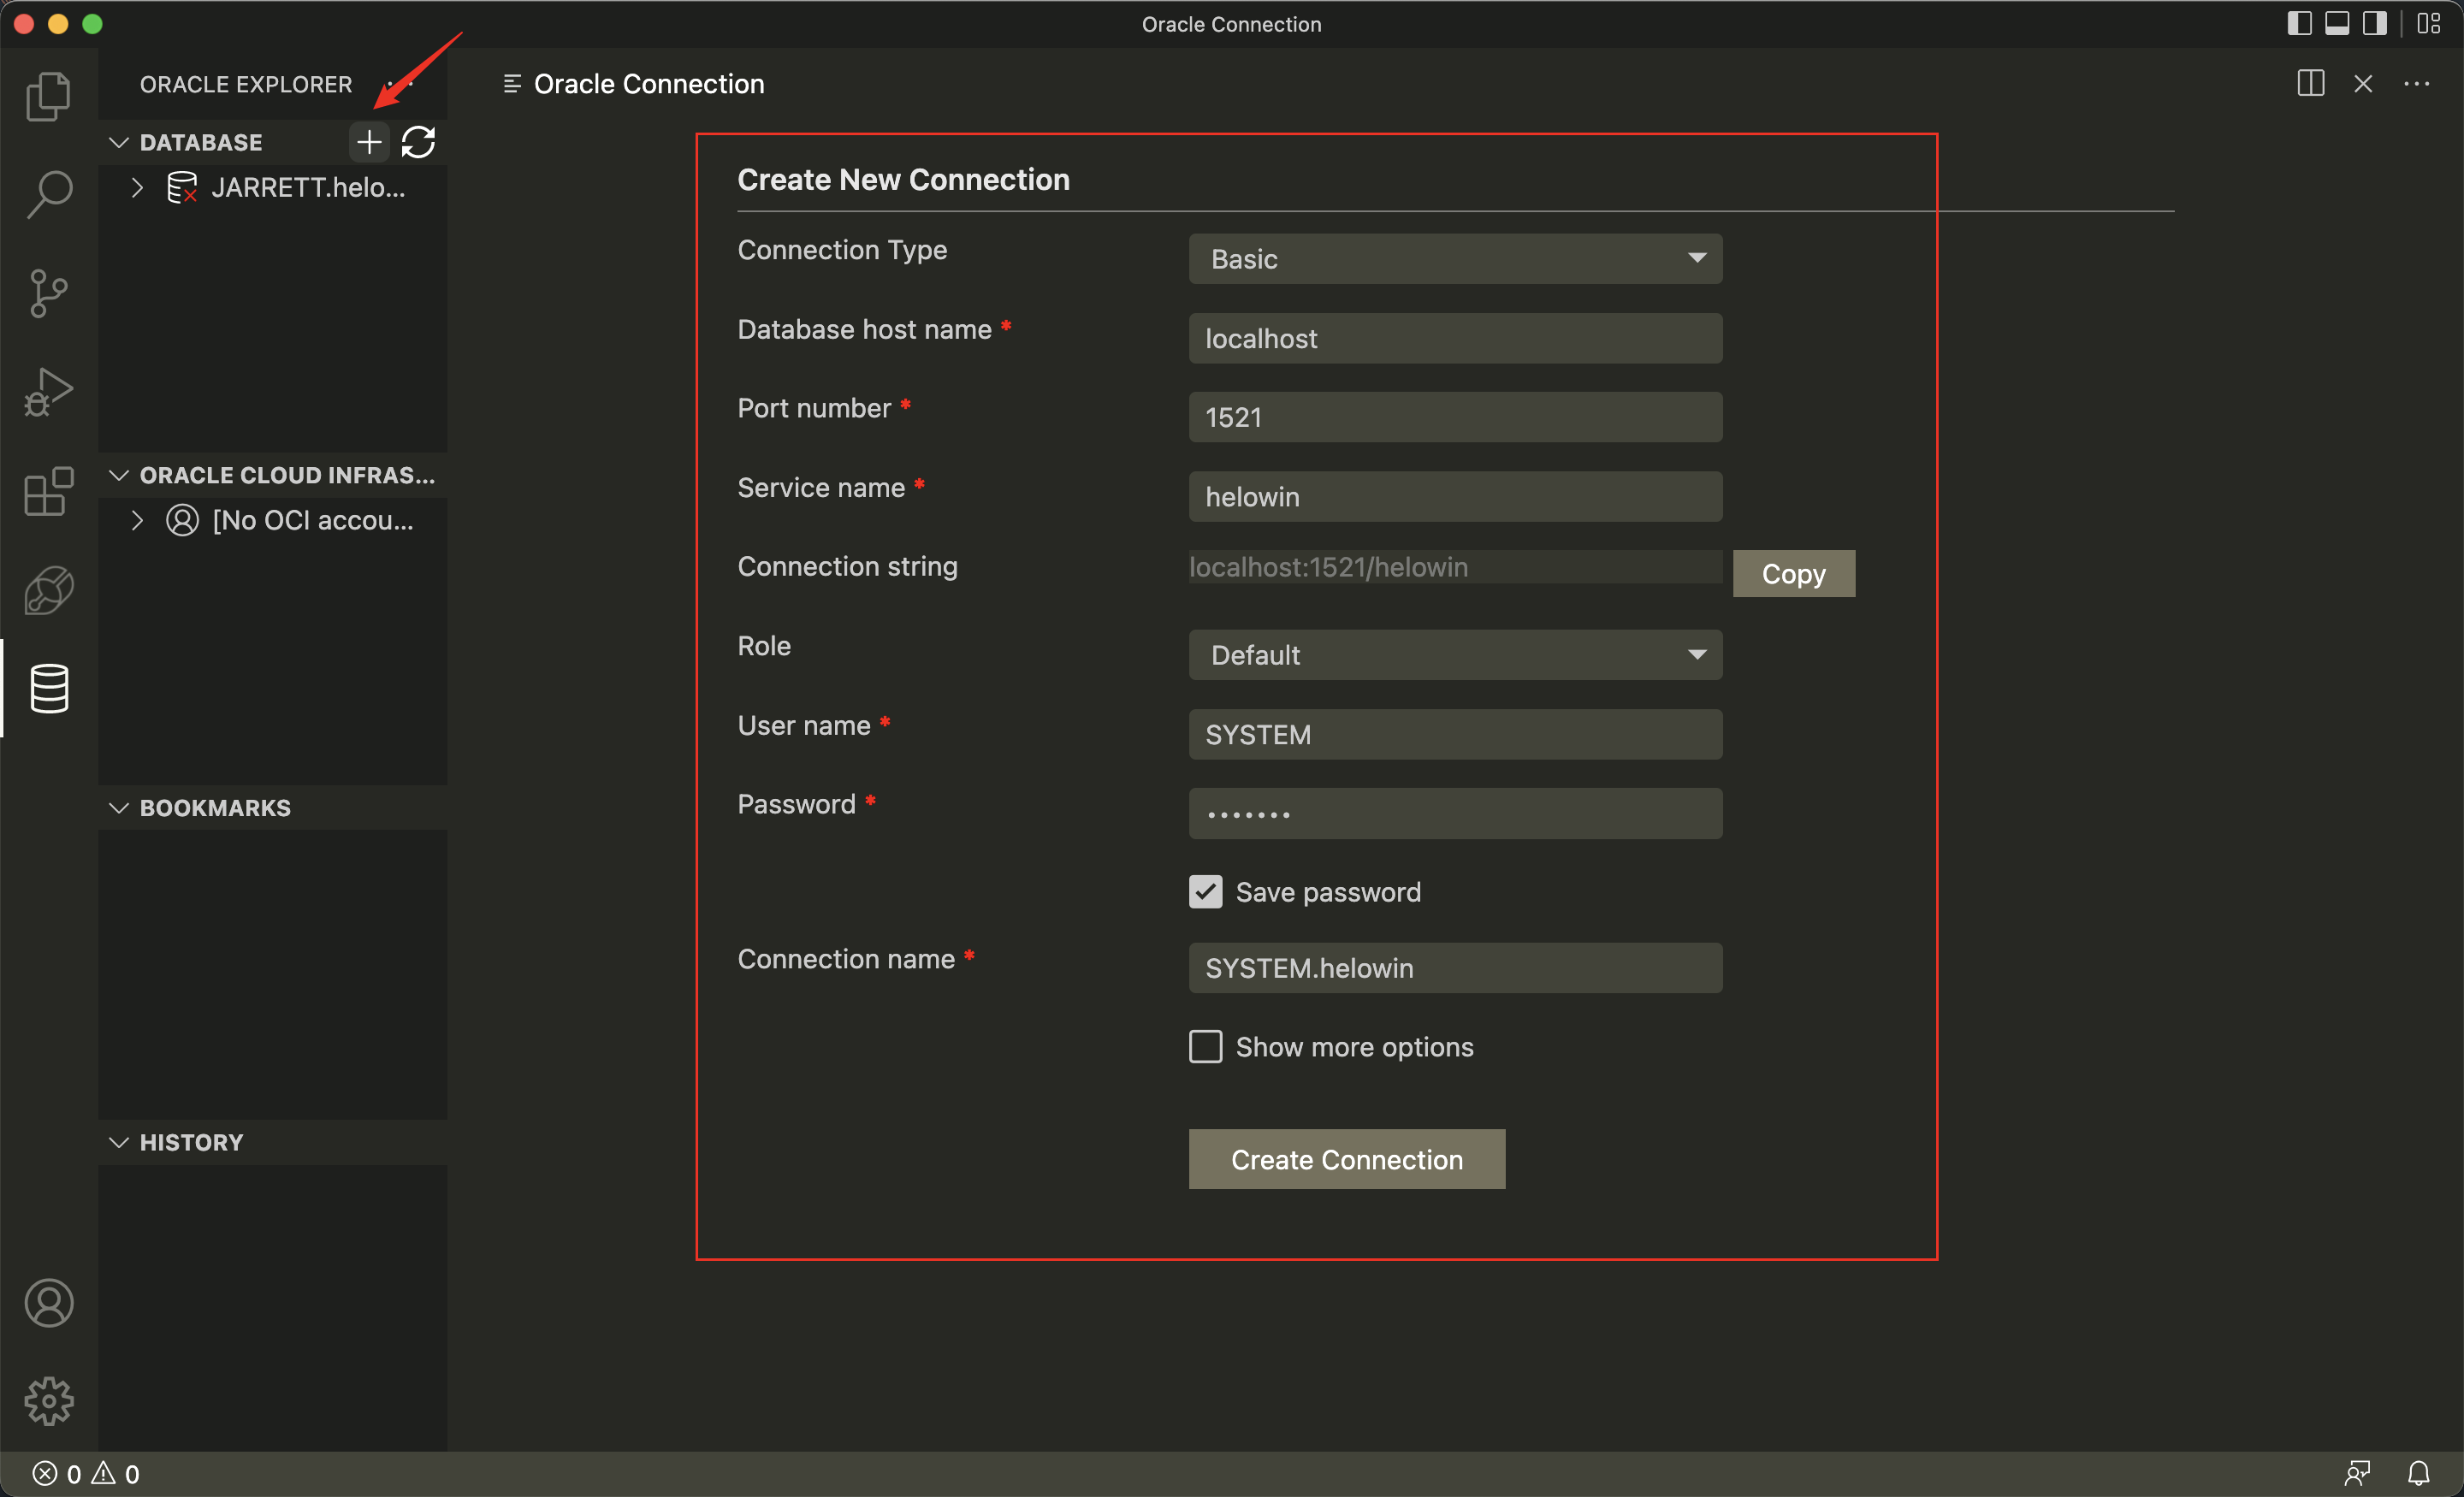 Oracle Connection
ORACLE EXPLORER
Oracle Connection
DATABASE
JARRETT.helo...
ORACLE CLOUD INFRAS...
[No OCI accou...
BOOKMARKS
HISTORY
Create New Connection
Connection Type
Basic
Database host name *
localhost
Port number *
1521
Service name *
helowin
Connection string
localhost:1521/helowin
Copy
Role
Default
User name *
SYSTEM
Password *
•••••••
Save password
Connection name *
SYSTEM.helowin
Show more options
Create Connection
0 0